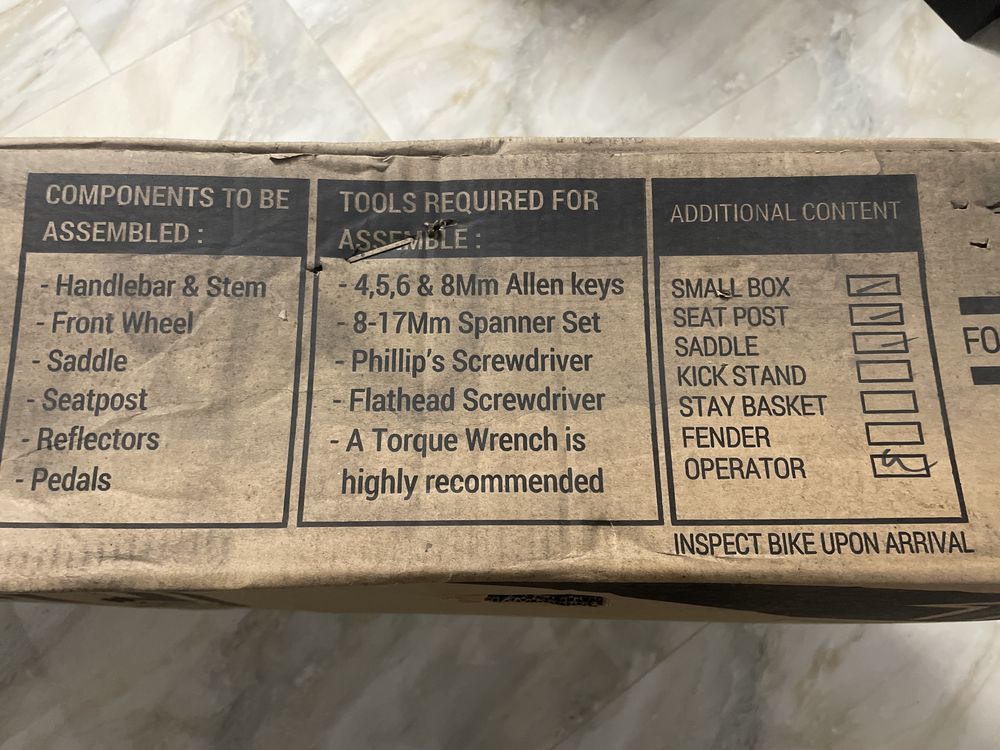 COMPONENTS TO BE
ASSEMBLED :
- Handlebar & Stem
- Front Wheel
- Saddle
- Seatpost
- Reflectors
- Pedals
TOOLS REQUIRED FOR
ASSEMBLE :
- 4,5,6 & 8Mm Allen keys
- 8-17Mm Spanner Set
- Phillip's Screwdriver
- Flathead Screwdriver
- A Torque Wrench is
highly recommended
ADDITIONAL CONTENT
SMALL BOX
SEAT POST
SADDLE
KICK STAND
STAY BASKET
FENDER
OPERATOR
INSPECT BIKE UPON ARRIVAL
FO